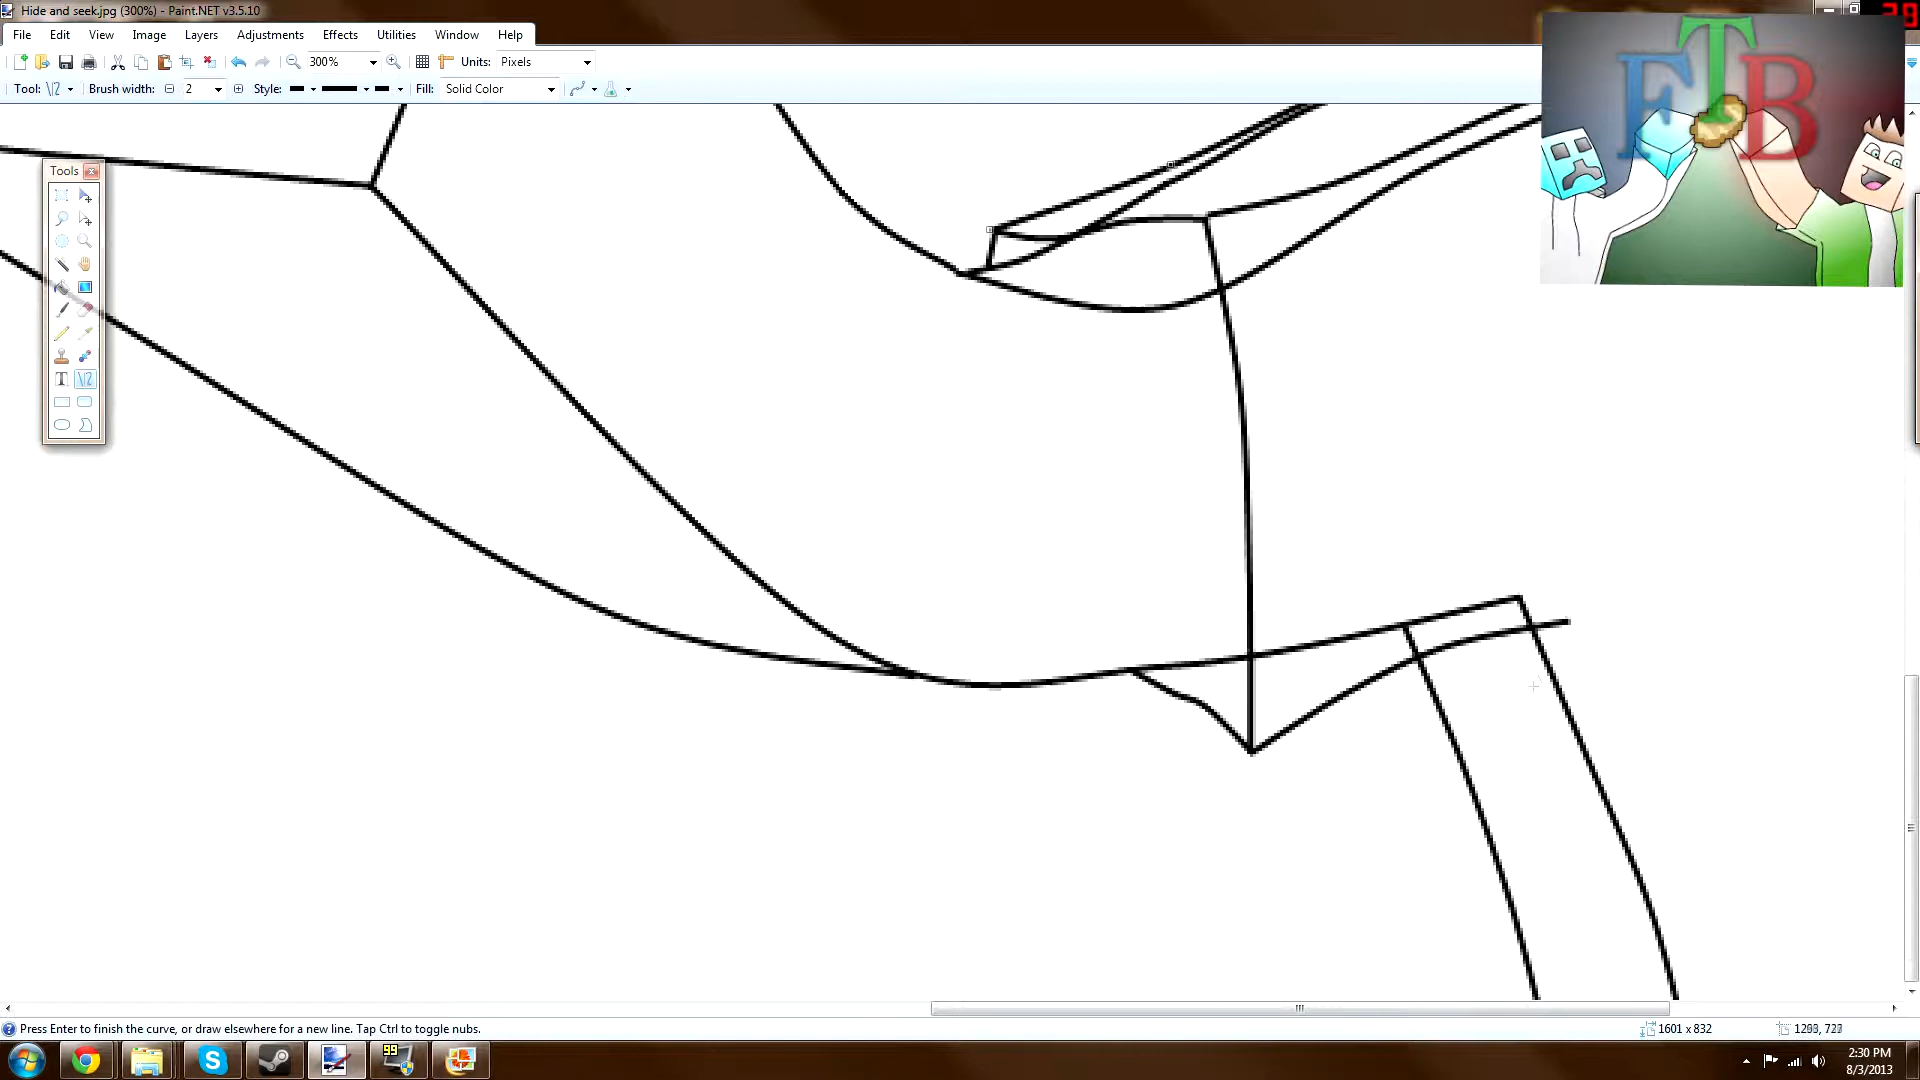 Hide and seek.jpg (300%) - Paint.NET v3.5.10
File Edit View Image Layers Adjustments Effects Utilities Window Help
300% Units: Pixels
Tool: Brush width: 2 Style: Fill: Solid Color
FTB
Tools
T
Press Enter to finish the curve, or draw elsewhere for a new line. Tap Ctrl to toggle nubs.
1601 x 832
99
2:30 PM
8/3/2013